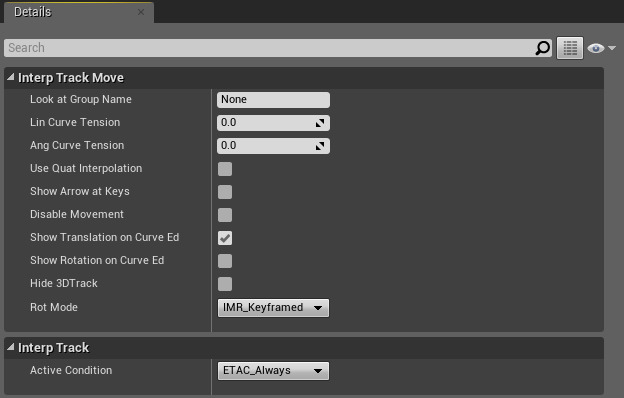 Details
Search
Interp Track Move
Look at Group Name None
Lin Curve Tension 0.0
Ang Curve Tension 0.0
Use Quat Interpolation
Show Arrow at Keys
Disable Movement
Show Translation on Curve Ed
Show Rotation on Curve Ed
Hide 3DTrack
Rot Mode IMR_Keyframed
Interp Track
Active Condition ETAC_Always